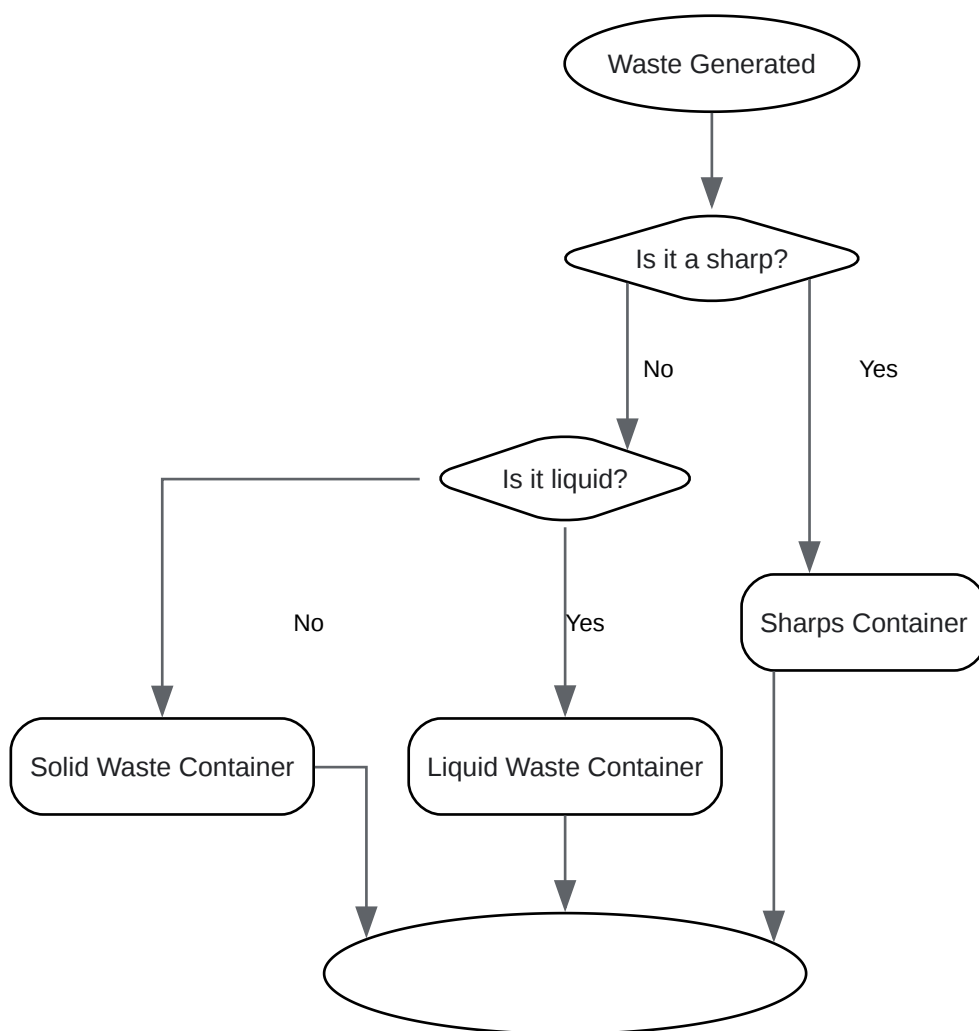 Waste Generated
Is it a sharp?
No
Yes
Is it liquid?
No
Yes
Sharps Container
Solid Waste Container
Liquid Waste Container